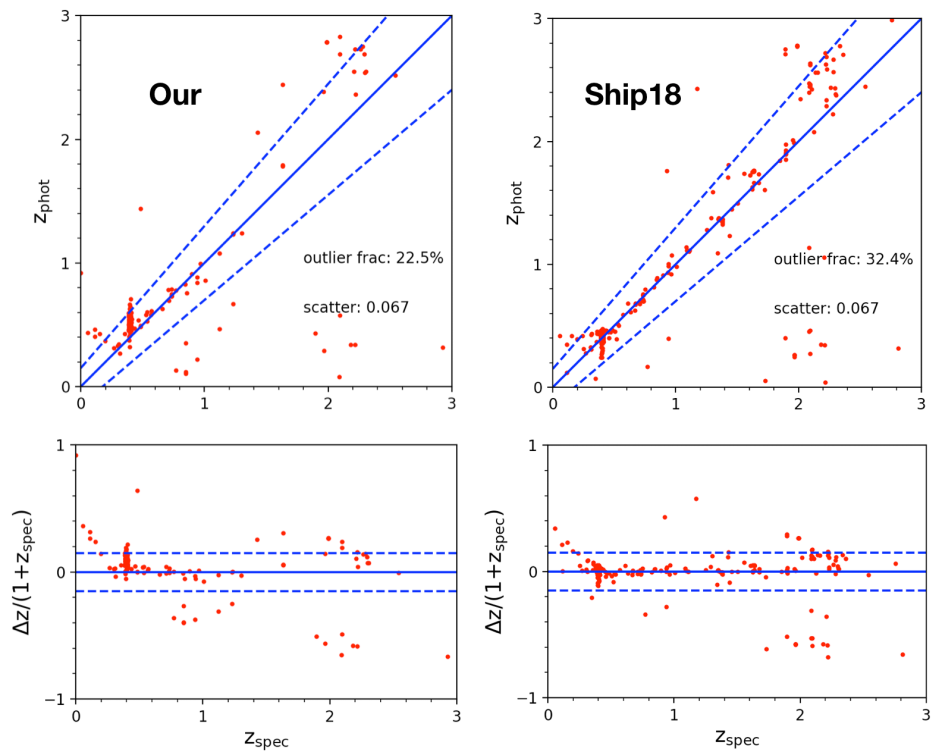 3
2
1
0
0
1
2
3
z_phot
Our
outlier frac: 22.5%
scatter: 0.067
3
2
1
0
0
1
2
3
z_phot
Ship18
outlier frac: 32.4%
scatter: 0.067
1
0
−1
0
1
2
3
Δz/(1+z_spec)
z_spec
1
0
−1
0
1
2
3
Δz/(1+z_spec)
z_spec